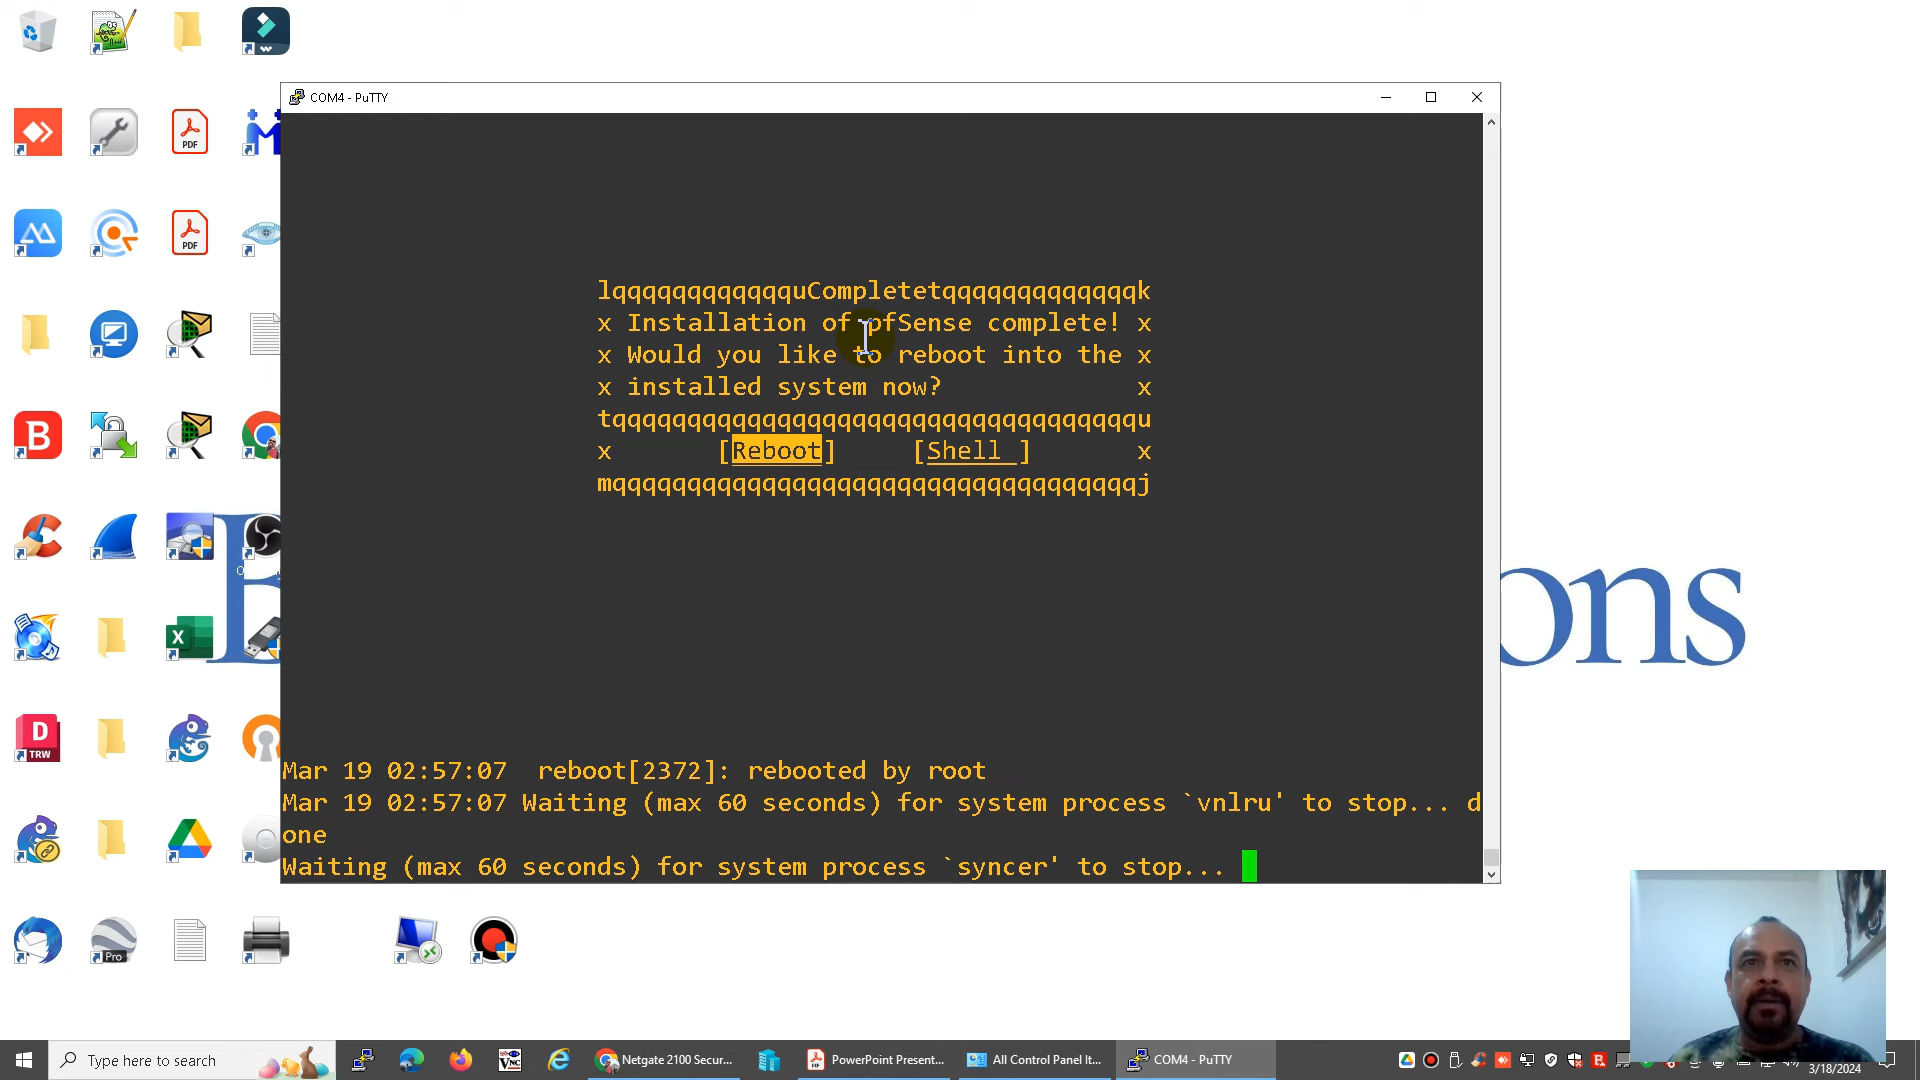 COM4 - PuTTY
PDF
PDF
lqqqqqqqqqqqquCompletetqqqqqqqqqqqqqk
x Installation of pfSense complete! x
x Would you like to reboot into the x
x installed system now? x
tqqqqqqqqqqqqqqqqqqqqqqqqqqqqqqqqqqqu
x [Reboot] [Shell ] x
mqqqqqqqqqqqqqqqqqqqqqqqqqqqqqqqqqqqj
ons
D
TRW
Mar 19 02:57:07 reboot[2372]: rebooted by root
Mar 19 02:57:07 Waiting (max 60 seconds) for system process `vnlru' to stop... d
one
Waiting (max 60 seconds) for system process `syncer' to stop...
Pro
Type here to search
Netgate 2100 Secur...
PowerPoint Present...
All Control Panel It...
COM4 - PuTTY
3/18/2024